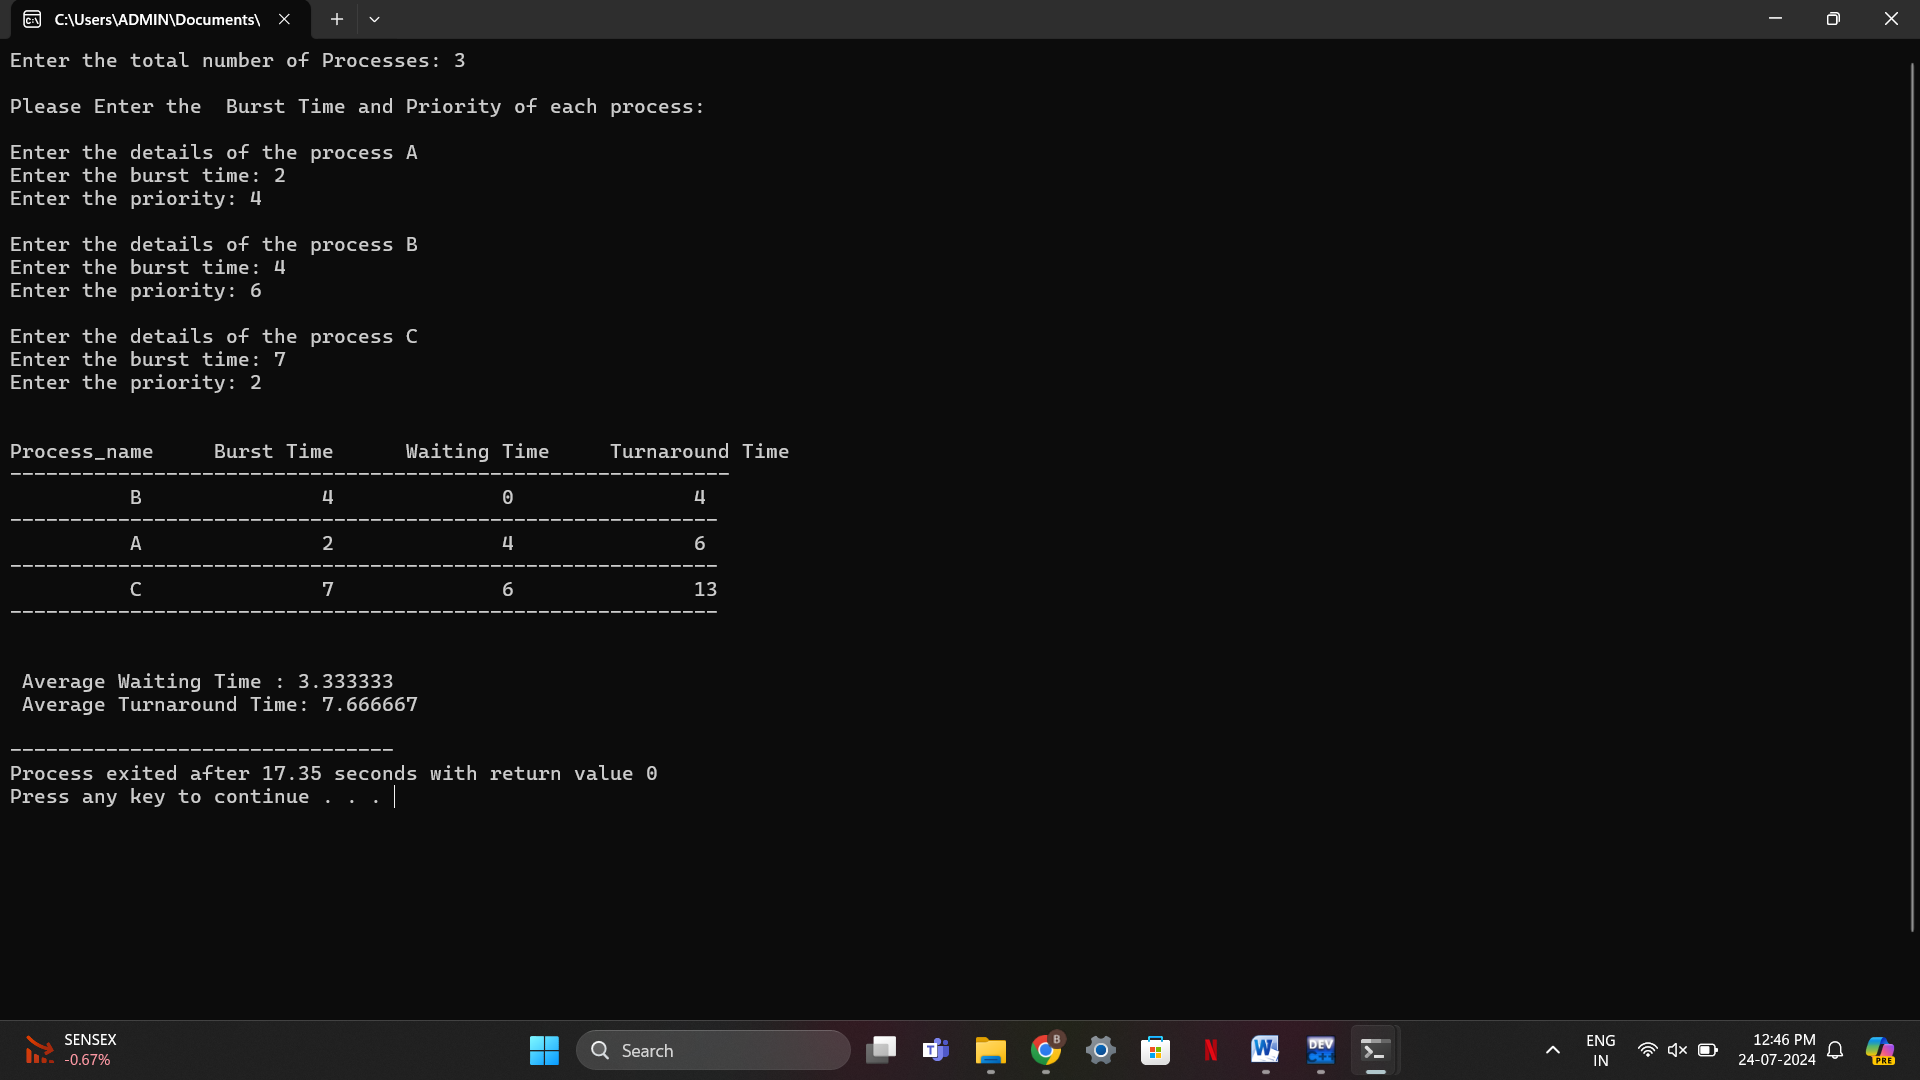 C:\Users\ADMIN\Documents\
Enter the total number of Processes: 3
Please Enter the  Burst Time and Priority of each process:
Enter the details of the process A
Enter the burst time: 2
Enter the priority: 4
Enter the details of the process B
Enter the burst time: 4
Enter the priority: 6
Enter the details of the process C
Enter the burst time: 7
Enter the priority: 2
Process_name     Burst Time      Waiting Time     Turnaround Time
------------------------------------------------------------
B               4              0               4
-----------------------------------------------------------
A               2              4               6
-----------------------------------------------------------
C               7              6               13
-----------------------------------------------------------
Average Waiting Time : 3.333333
Average Turnaround Time: 7.666667
--------------------------------
Process exited after 17.35 seconds with return value 0
Press any key to continue . . .
SENSEX
-0.67%
Search
B
T
N
W
DEV
C++
PRE
ENG
IN
12:46 PM
24-07-2024